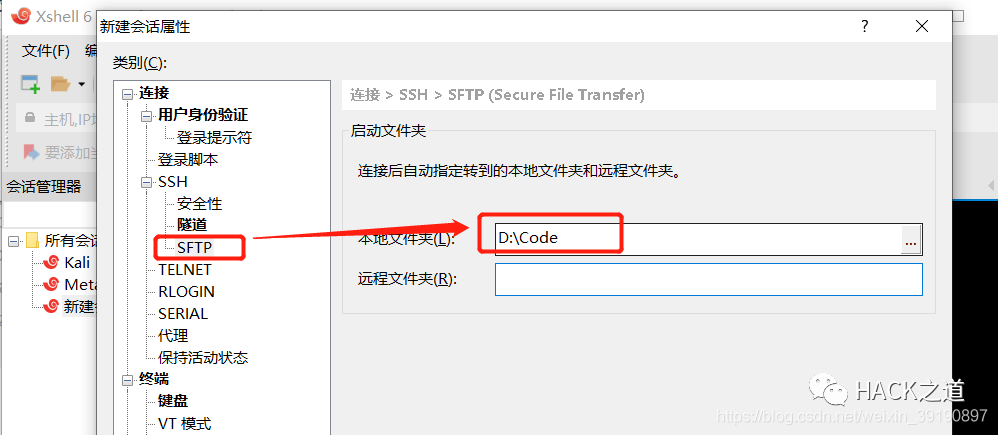 Xshell 6
新建会话属性
?
文件(F) 编
类别(C):
连接
用户身份验证
登录提示符
登录脚本
SSH
安全性
隧道
SFTP
TELNET
RLOGIN
SERIAL
代理
保持活动状态
终端
键盘
VT 模式
主机,IP
要添加当
会话管理器
所有会话
Kali
Meta
新建
连接 > SSH > SFTP (Secure File Transfer)
启动文件夹
连接后自动指定转到的本地文件夹和远程文件夹。
本地文件夹(L):
D:\Code
...
远程文件夹(R):
HACK之道
https://blog.csdn.net/weixin_39190897